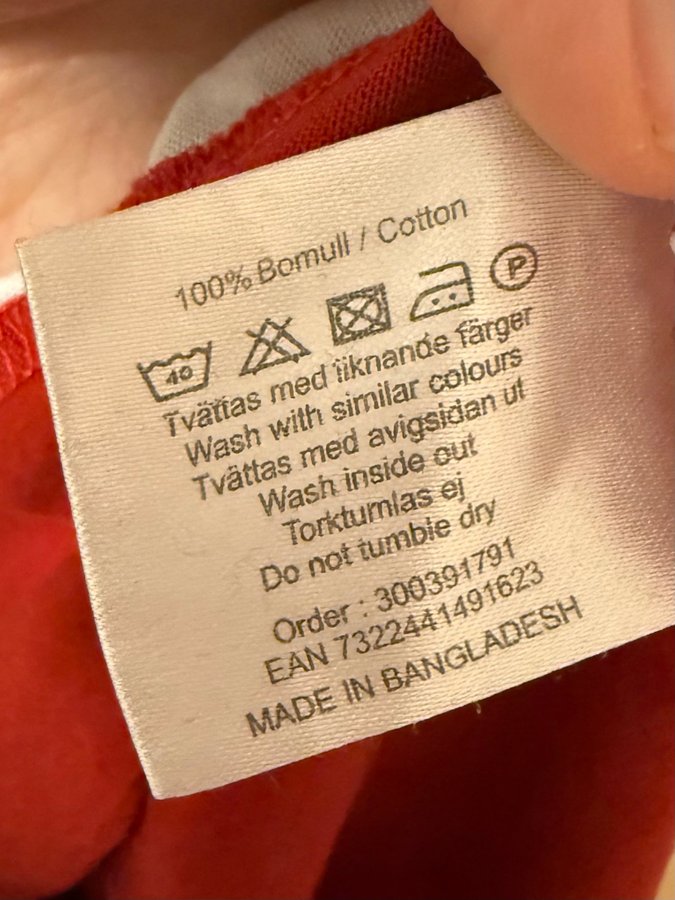 100% Bomull / Cotton
40 P
Tvättas med liknande färger
Wash with similar colours
Tvättas med avigsidan ut
Wash inside out
Torktumlas ej
Do not tumble dry
Order : 300391791
EAN 7322441491623
MADE IN BANGLADESH